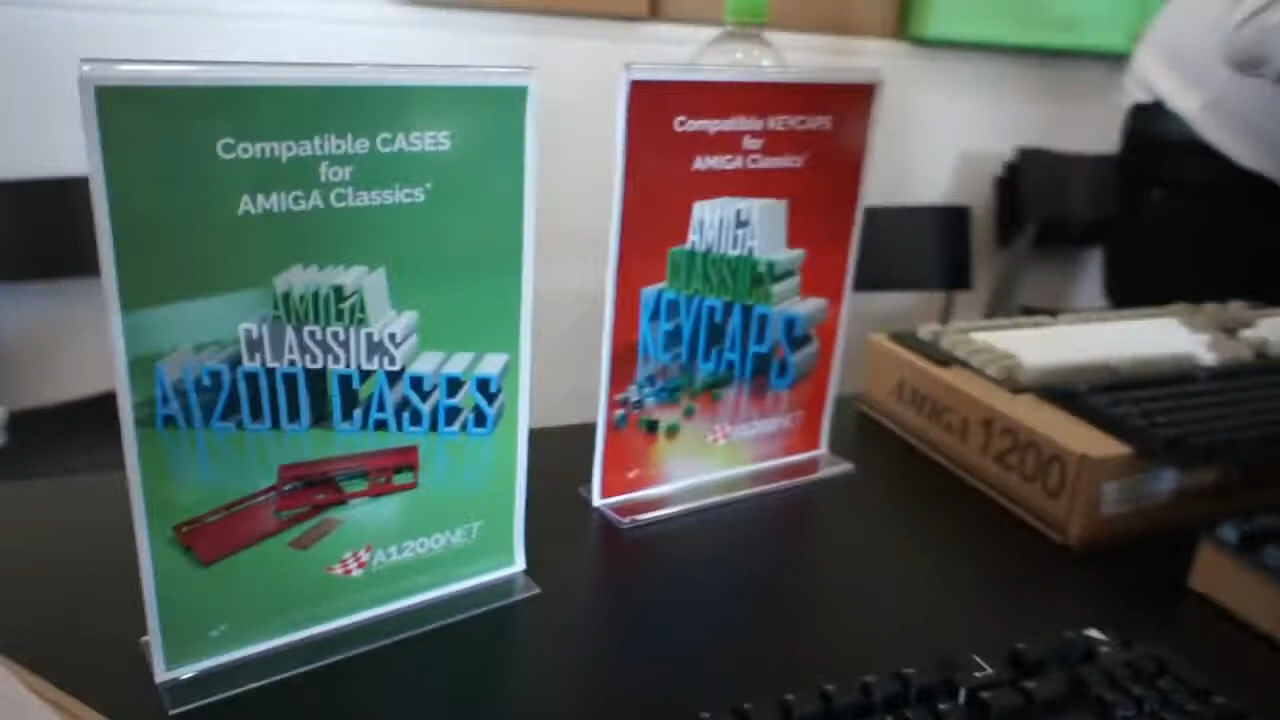 Compatible CASES
for
AMIGA Classics*
AMIGA
CLASSICS
A1200 CASES
A1200NET
Compatible KEYCAPS
for
AMIGA Classics*
AMIGA
CLASSICS
KEYCAPS
A1200NET
AMIGA 1200